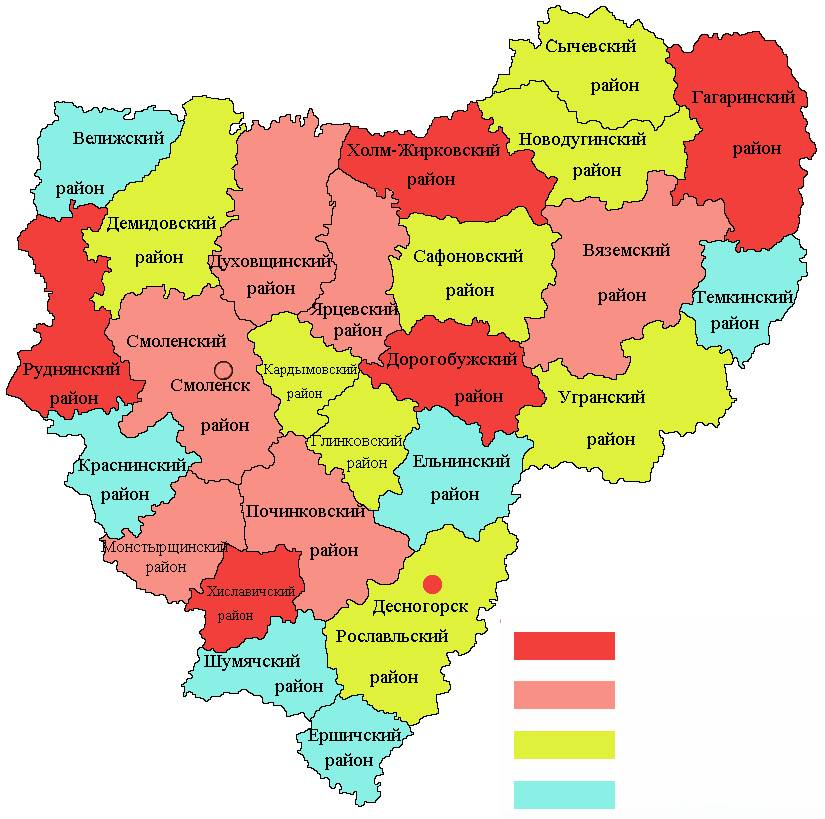 Сычевский
район
Гагаринский
район
Новодугинский
район
Холм-Жирковский
район
Велижский
район
Демидовский
район
Духовщинский
район
Ярцевский
район
Сафоновский
район
Вяземский
район
Темкинский
район
Смоленский
Смоленск
район
Руднянский
район
Кардымовский
район
Дорогобужский
район
Угранский
район
Глинковский
район
Ельнинский
район
Краснинский
район
Починковский
район
Монстырщинский
район
Хиславичский
район
Десногорск
Рославльский
район
Шумячский
район
Ершичский
район